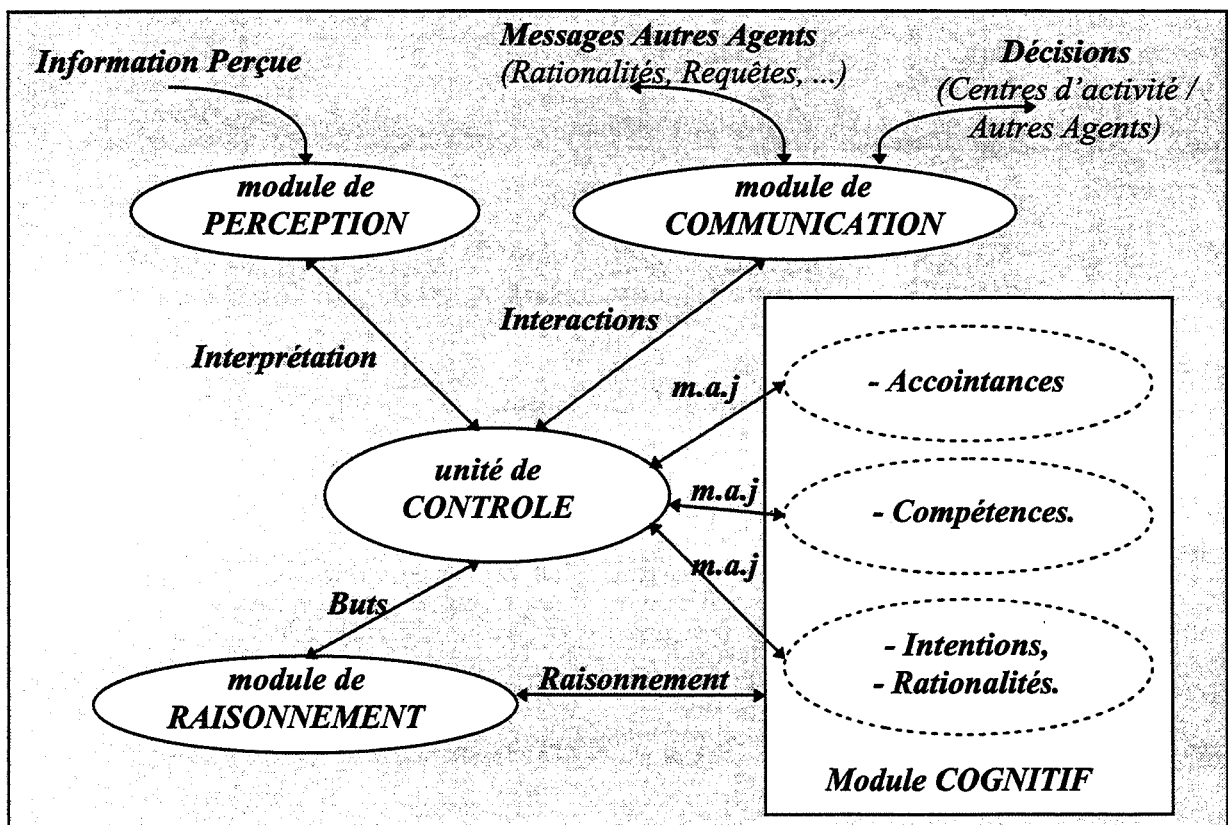 Information Perçue
Messages Autres Agents
(Rationalités, Requêtes, ...)
Décisions
(Centres d'activité /
Autres Agents)
module de
PERCEPTION
module de
COMMUNICATION
Interprétation
Interactions
m.a.j
- Accointances
unité de
CONTROLE
m.a.j
- Compétences.
m.a.j
Buts
- Intentions,
- Rationalités.
module de
RAISONNEMENT
Raisonnement
Module COGNITIF